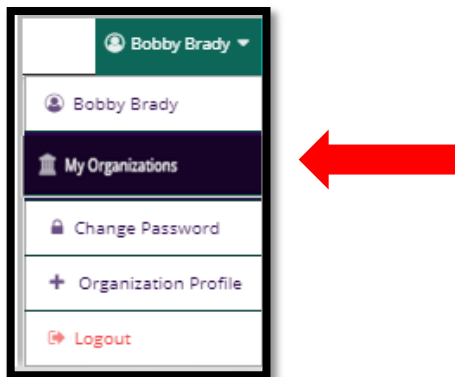 Bobby Brady
Bobby Brady
My Organizations
Change Password
Organization Profile
Logout